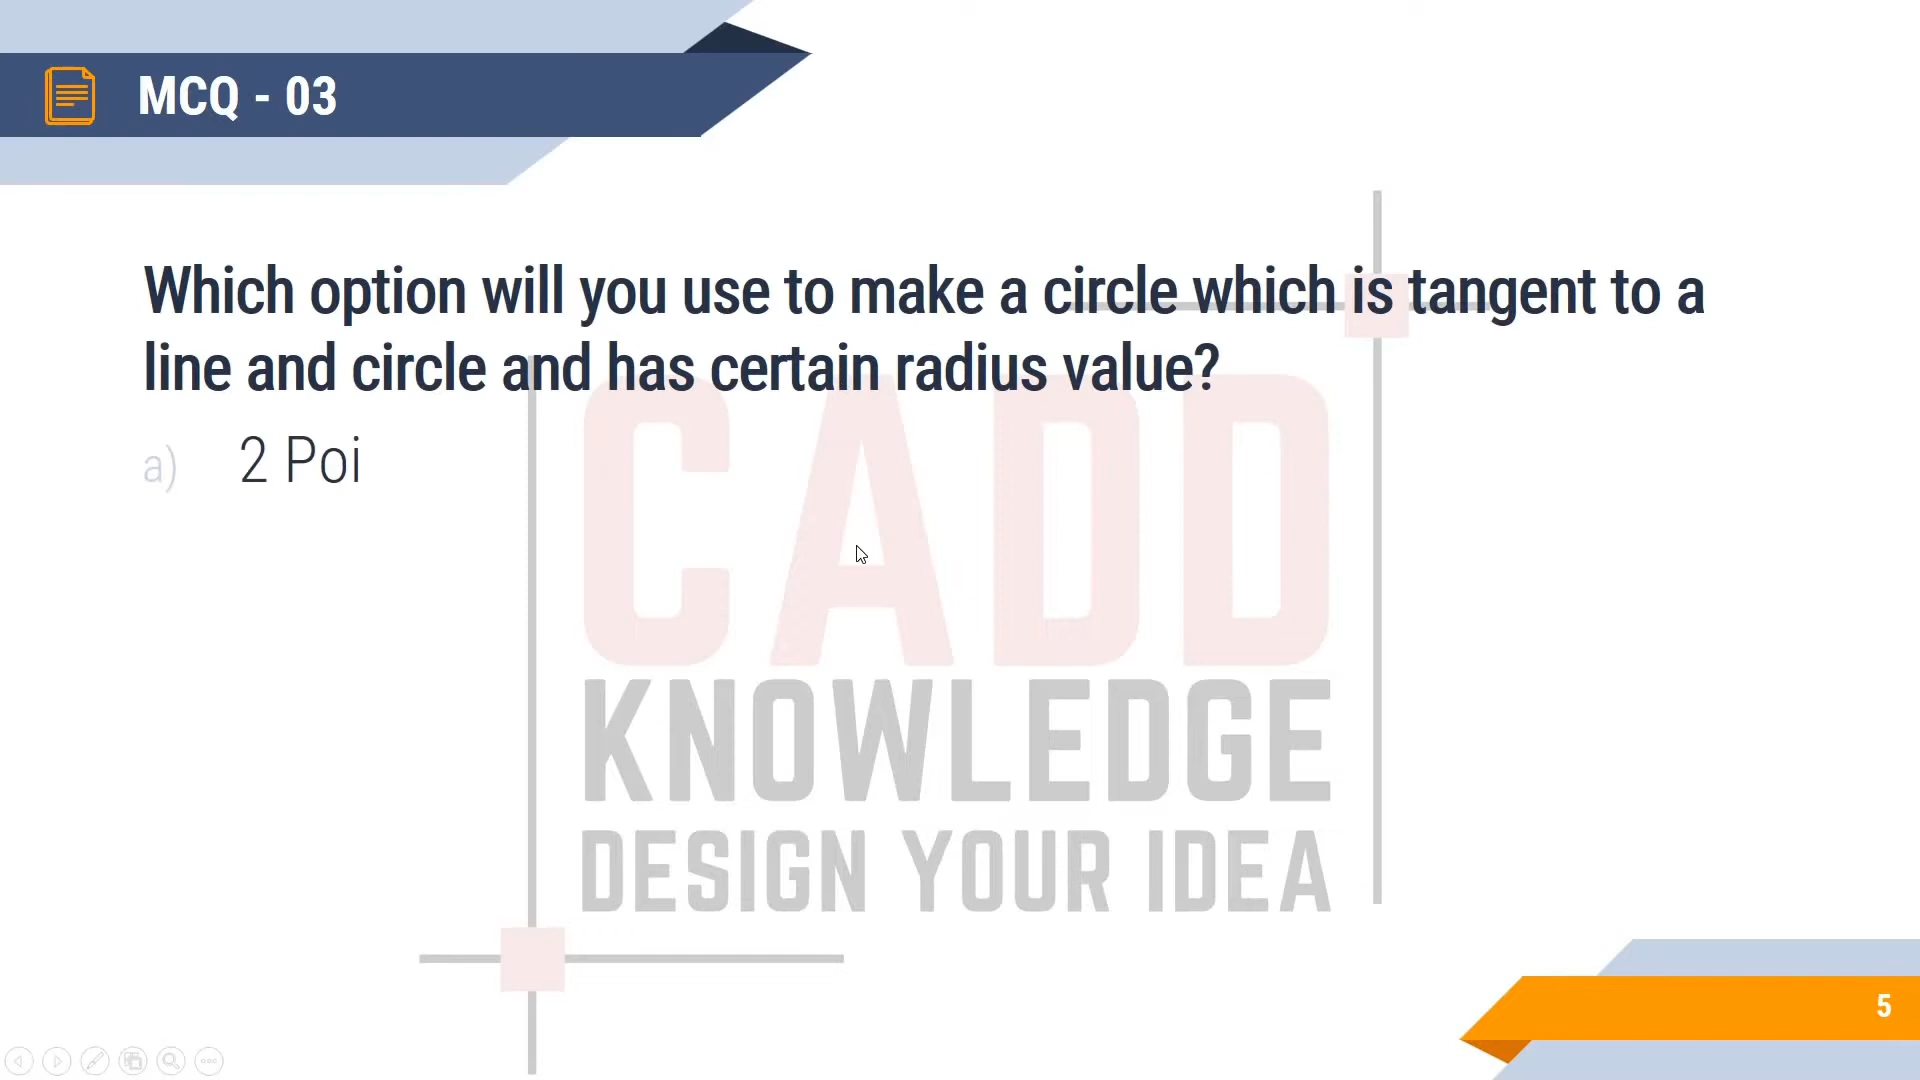 MCQ - 03
Which option will you use to make a circle which is tangent to a
line and circle and has certain radius value?
a) 2 Poi
CADD
KNOWLEDGE
DESIGN YOUR IDEA
5